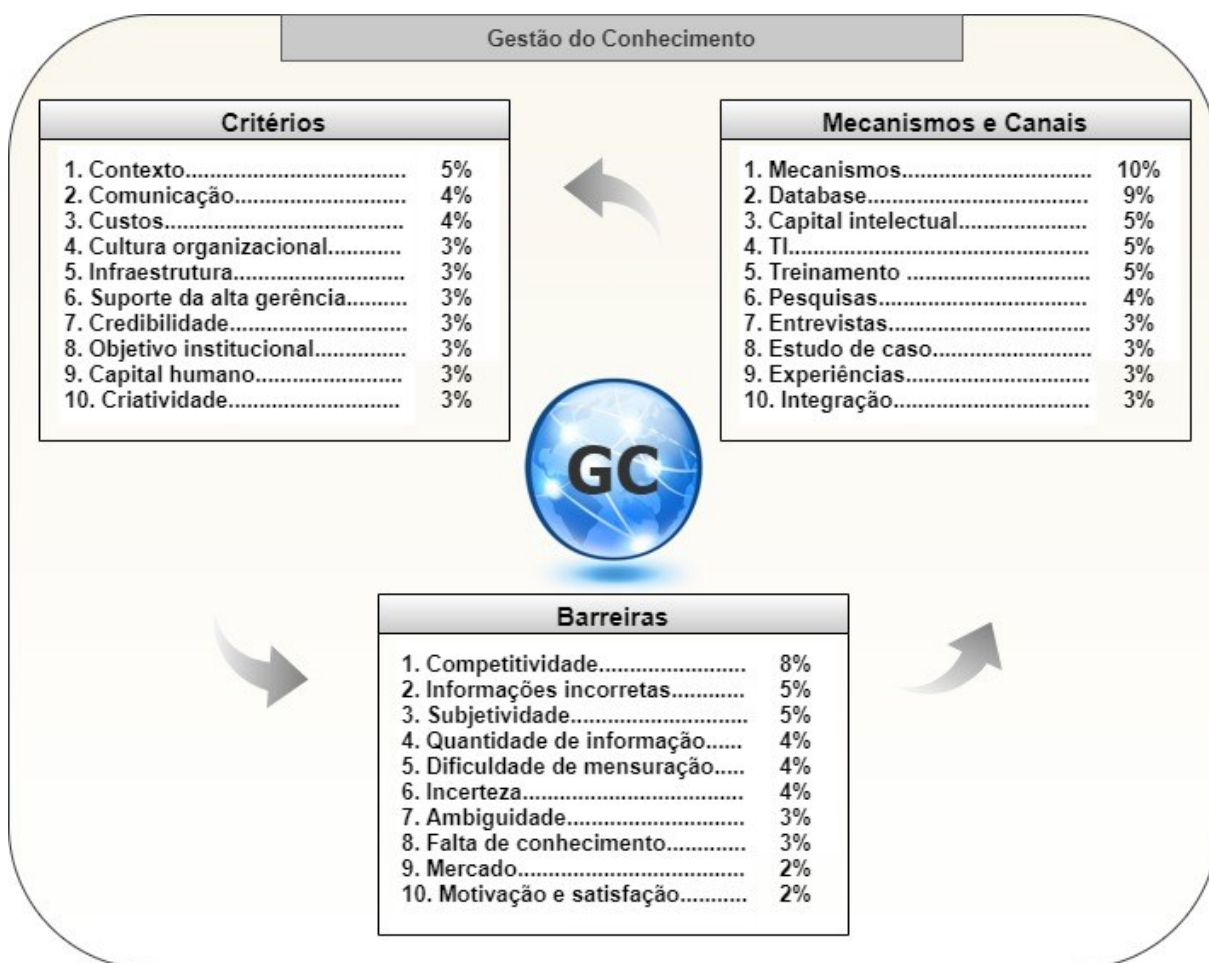 Gestão do Conhecimento
Critérios
1. Contexto..................................... 5%
2. Comunicação............................ 4%
3. Custos....................................... 4%
4. Cultura organizacional............ 3%
5. Infraestrutura............................ 3%
6. Suporte da alta gerência.......... 3%
7. Credibilidade............................. 3%
8. Objetivo institucional............... 3%
9. Capital humano........................ 3%
10. Criatividade............................ 3%
Mecanismos e Canais
1. Mecanismos............................... 10%
2. Database..................................... 9%
3. Capital intelectual..................... 5%
4. TI.................................................. 5%
5. Treinamento .............................. 5%
6. Pesquisas................................... 4%
7. Entrevistas................................. 3%
8. Estudo de caso.......................... 3%
9. Experiências.............................. 3%
10. Integração................................ 3%
GC
Barreiras
1. Competitividade........................ 8%
2. Informações incorretas............ 5%
3. Subjetividade............................. 5%
4. Quantidade de informação...... 4%
5. Dificuldade de mensuração..... 4%
6. Incerteza.................................... 4%
7. Ambiguidade............................. 3%
8. Falta de conhecimento............. 3%
9. Mercado..................................... 2%
10. Motivação e satisfação........... 2%